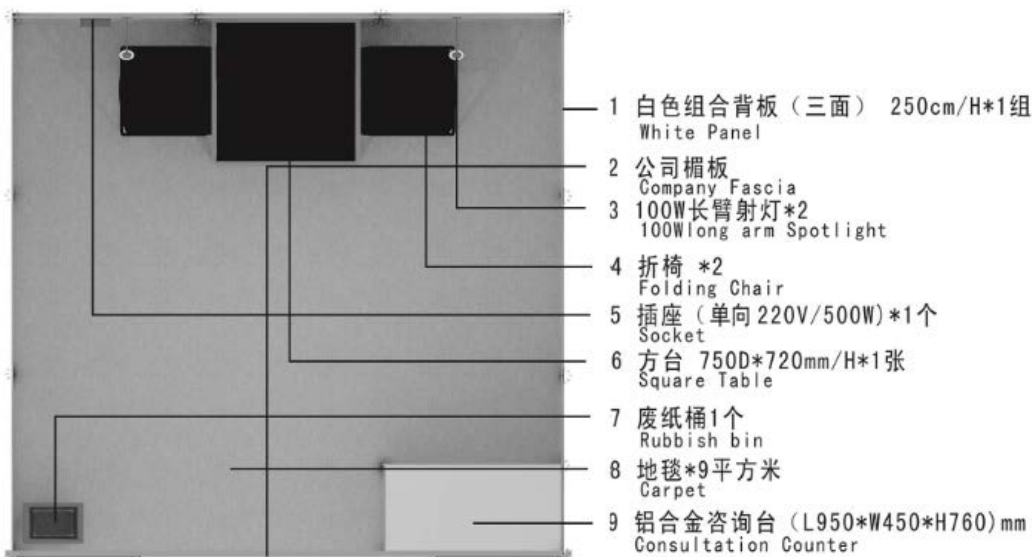 1 白色组合背板（三面） 250cm/H*1组
White Panel
2 公司楣板
Company Fascia
3 100W长臂射灯*2
100Wlong arm Spotlight
4 折椅 *2
Folding Chair
5 插座（单向220V/500W)*1个
Socket
6 方台 750D*720mm/H*1张
Square Table
7 废纸桶1个
Rubbish bin
8 地毯*9平方米
Carpet
9 铝合金咨询台（L950*W450*H760)mm
Consultation Counter